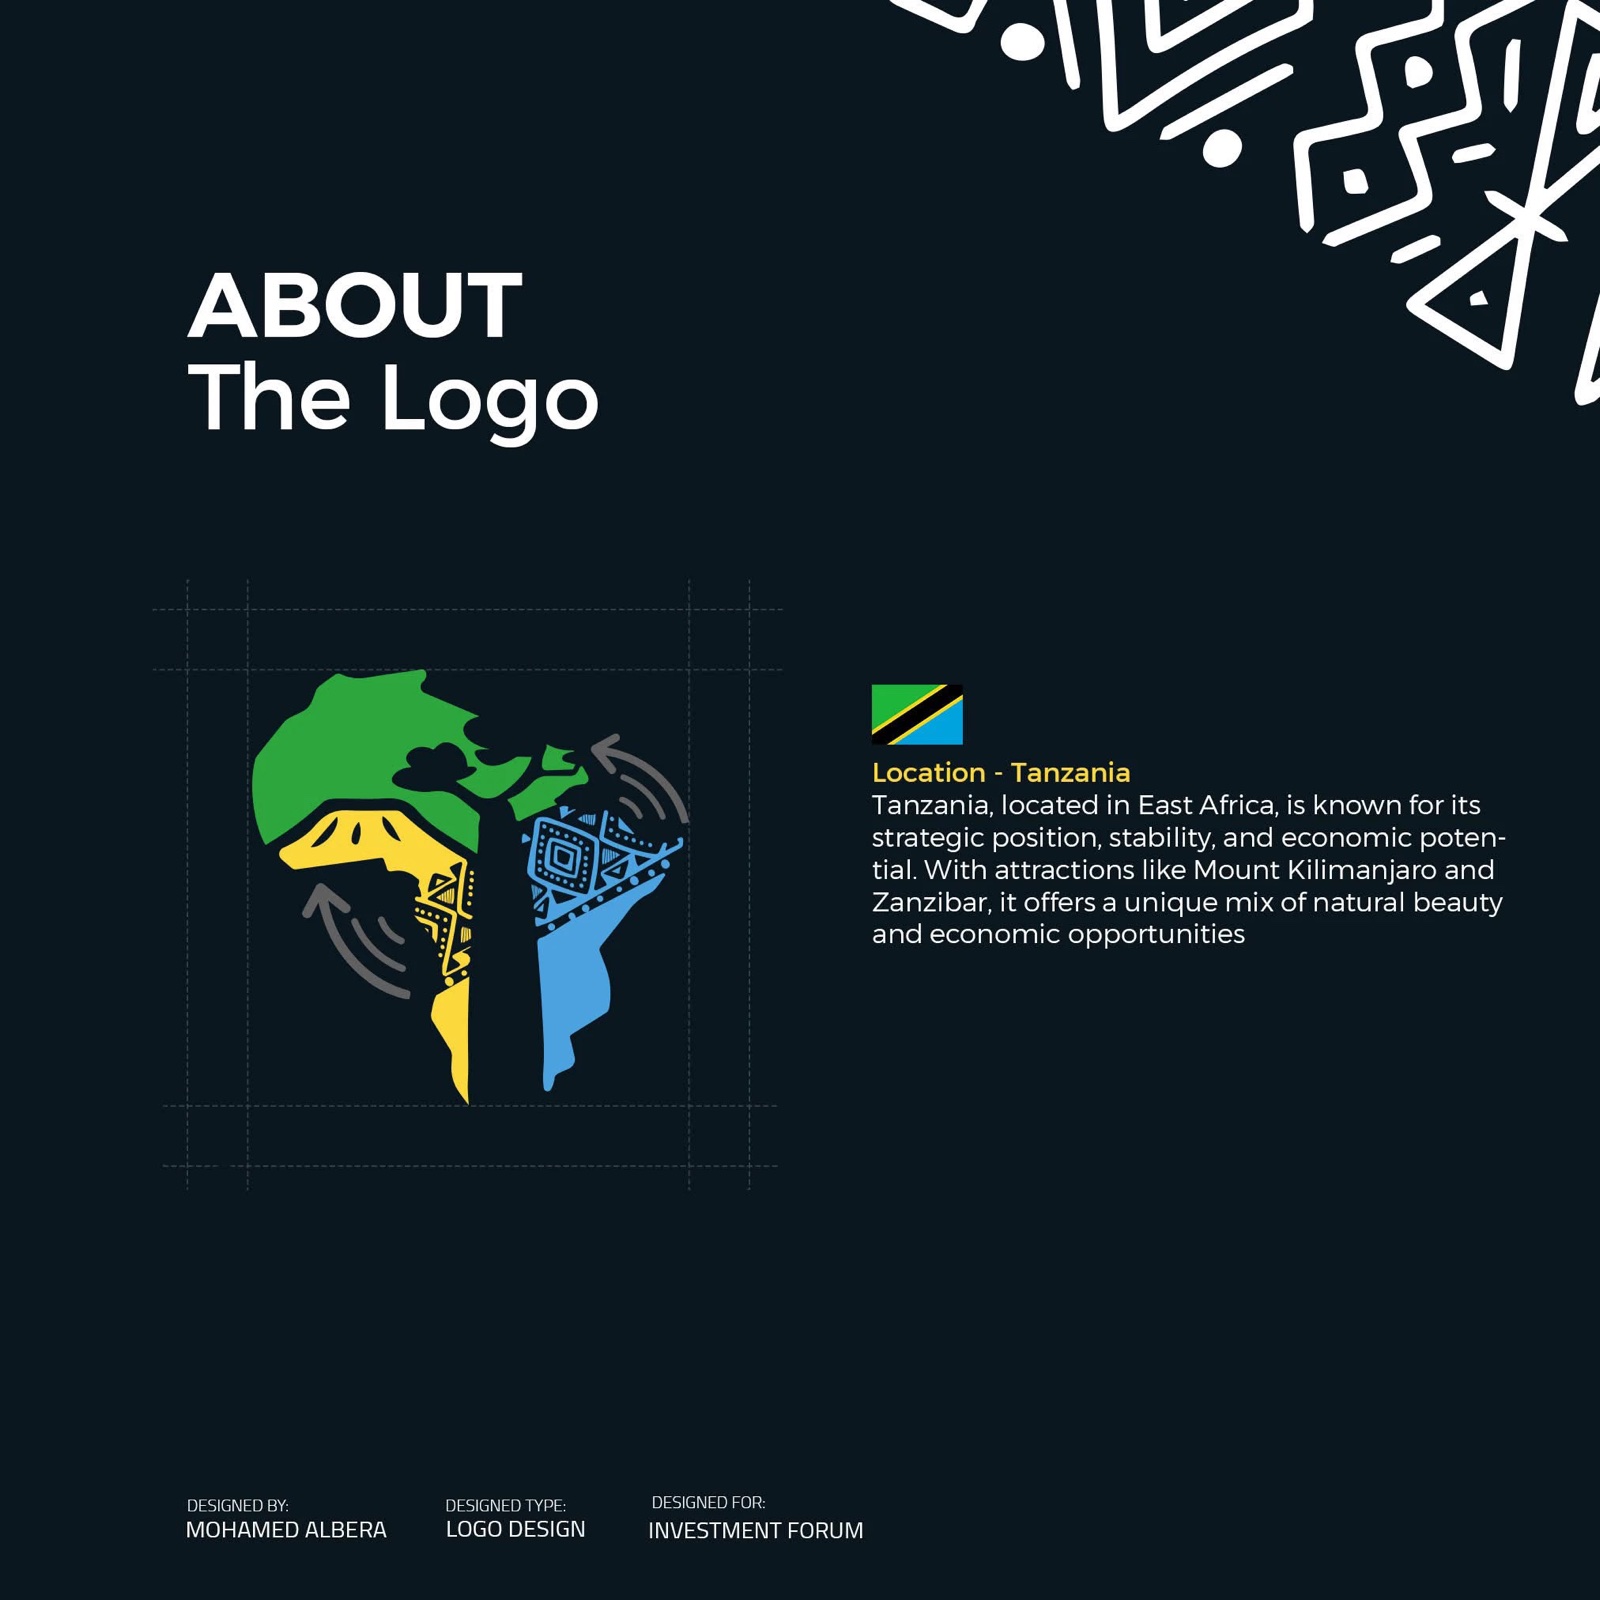 ABOUT
The Logo
Location - Tanzania
Tanzania, located in East Africa, is known for its
strategic position, stability, and economic poten-
tial. With attractions like Mount Kilimanjaro and
Zanzibar, it offers a unique mix of natural beauty
and economic opportunities
DESIGNED BY:
MOHAMED ALBERA
DESIGNED TYPE:
LOGO DESIGN
DESIGNED FOR:
INVESTMENT FORUM